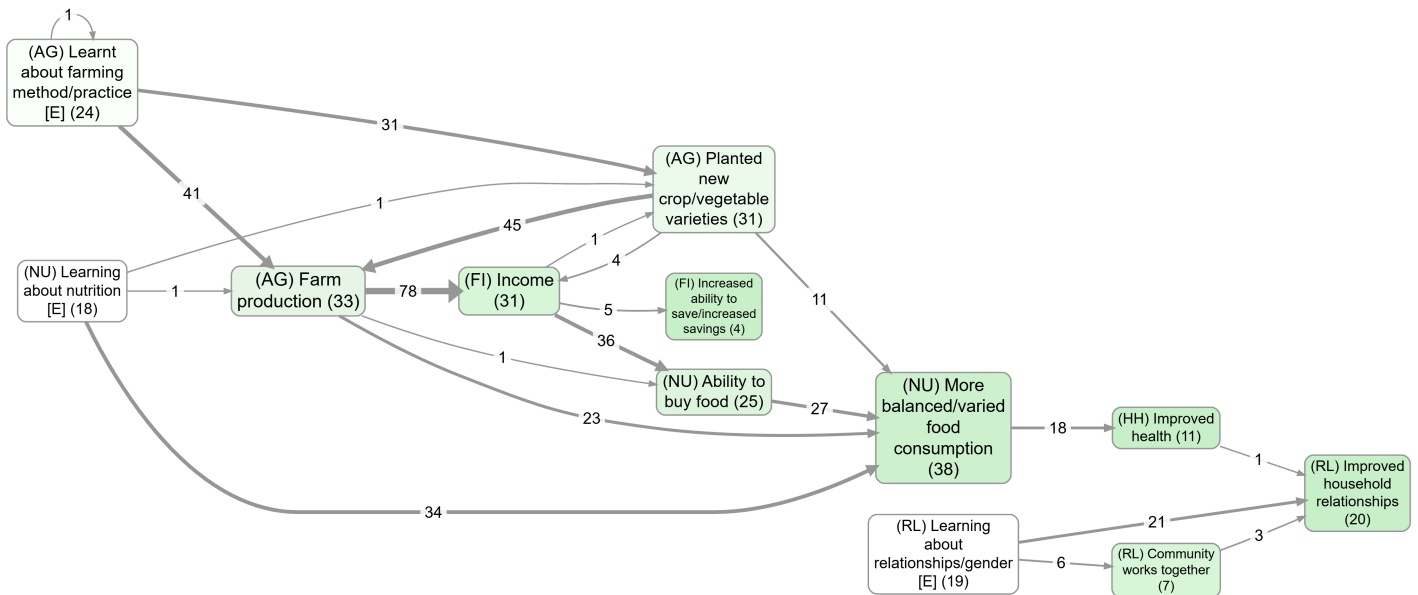 1
(AG) Learnt
about farming
method/practice
[E] (24)
31
41
(AG) Planted
new
crop/vegetable
varieties (31)
1
45
1
4
(NU) Learning
about nutrition
[E] (18)
1
(AG) Farm
production (33)
78
(FI) Income
(31)
5
(FI) Increased
ability to
save/increased
savings (4)
11
36
1
(NU) Ability to
buy food (25)
27
23
(NU) More
balanced/varied
food
consumption
(38)
18
(HH) Improved
health (11)
1
(RL) Improved
household
relationships
(20)
34
(RL) Learning
about
relationships/gender
[E] (19)
21
6
(RL) Community
works together
(7)
3